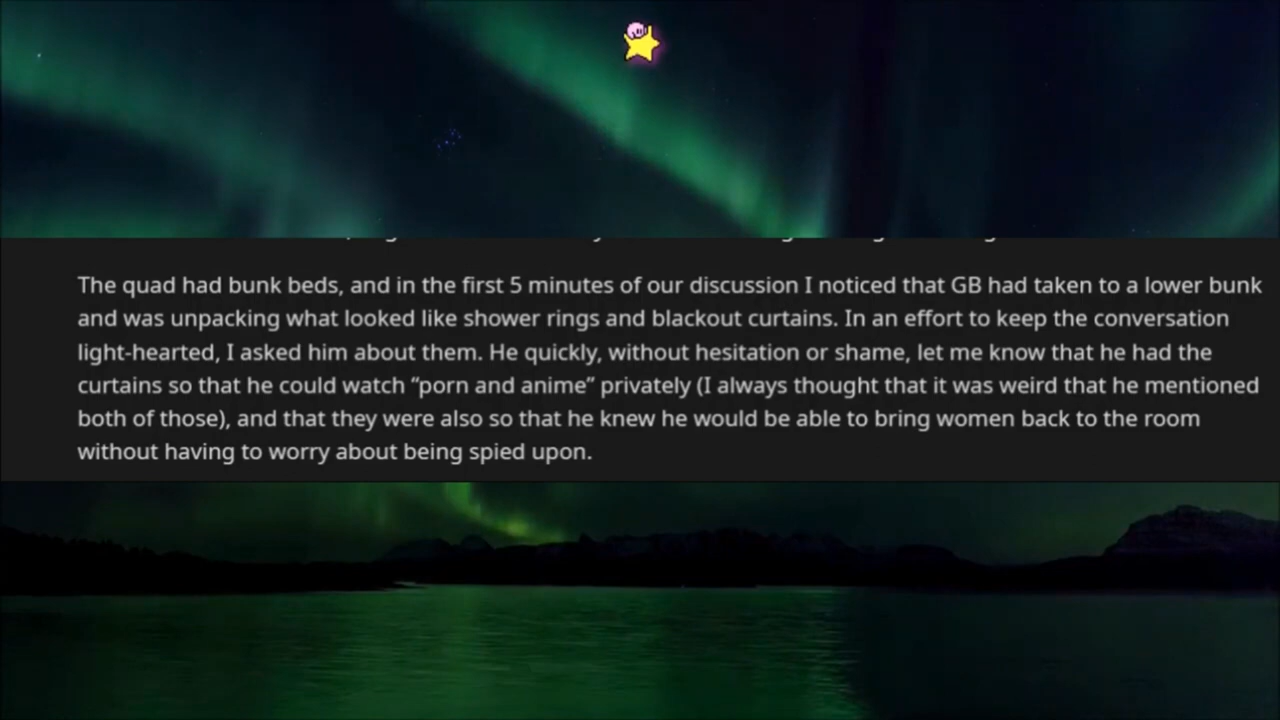 The quad had bunk beds, and in the first 5 minutes of our discussion I noticed that GB had taken to a lower bunk
and was unpacking what looked like shower rings and blackout curtains. In an effort to keep the conversation
light-hearted, I asked him about them. He quickly, without hesitation or shame, let me know that he had the
curtains so that he could watch “porn and anime” privately (I always thought that it was weird that he mentioned
both of those), and that they were also so that he knew he would be able to bring women back to the room
without having to worry about being spied upon.